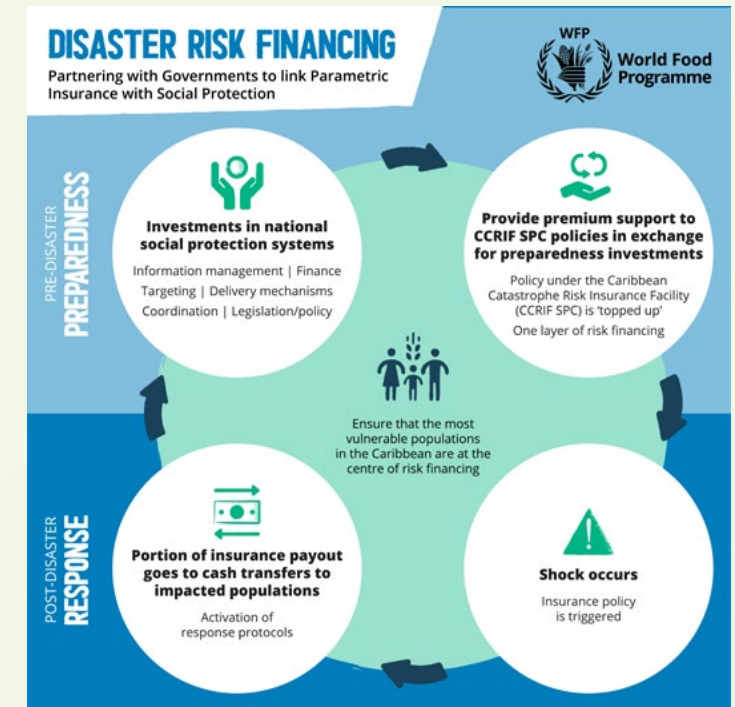 DISASTER RISK FINANCING
Partnering with Governments to link Parametric
Insurance with Social Protection
WFP
World Food
Programme
PRE-DISASTER
PREPAREDNESS
Investments in national
social protection systems
Information management | Finance
Targeting | Delivery mechanisms
Coordination | Legislation/policy
Provide premium support to
CCRIF SPC policies in exchange
for preparedness investments
Policy under the Caribbean
Catastrophe Risk Insurance Facility
(CCRIF SPC) is ‘topped up’
One layer of risk financing
Ensure that the most
vulnerable populations
in the Caribbean are at the
centre of risk financing
POST-DISASTER
RESPONSE
Portion of insurance payout
goes to cash transfers to
impacted populations
Activation of
response protocols
Shock occurs
Insurance policy
is triggered